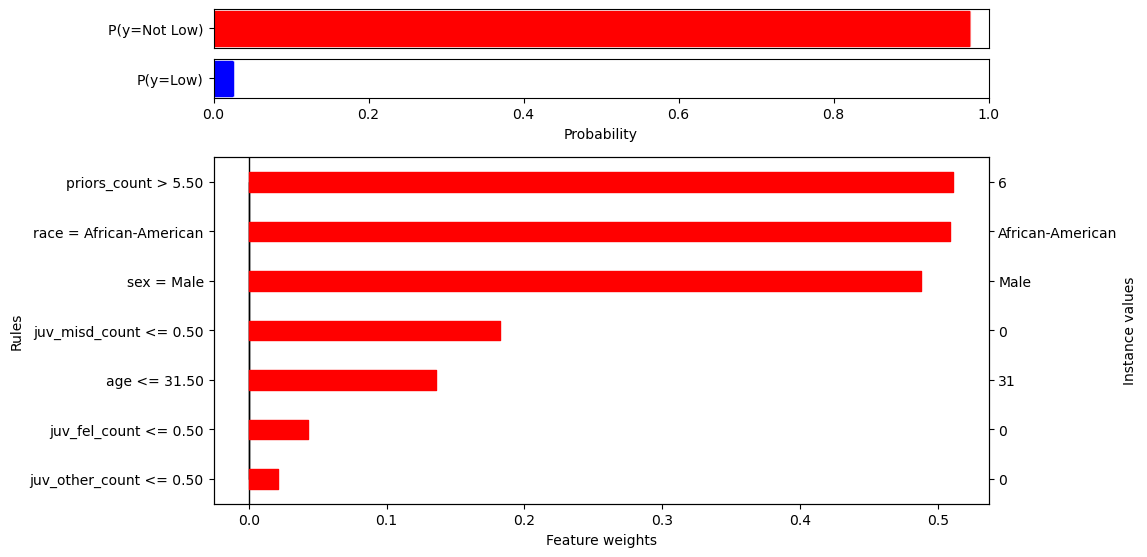 P(y=Not Low)
P(y=Low)
0.0 0.2 0.4 0.6 0.8 1.0
Probability
priors_count > 5.50 6
race = African-American African-American
sex = Male Male
juv_misd_count <= 0.50 0
age <= 31.50 31
juv_fel_count <= 0.50 0
juv_other_count <= 0.50 0
Rules
Instance values
0.0 0.1 0.2 0.3 0.4 0.5
Feature weights